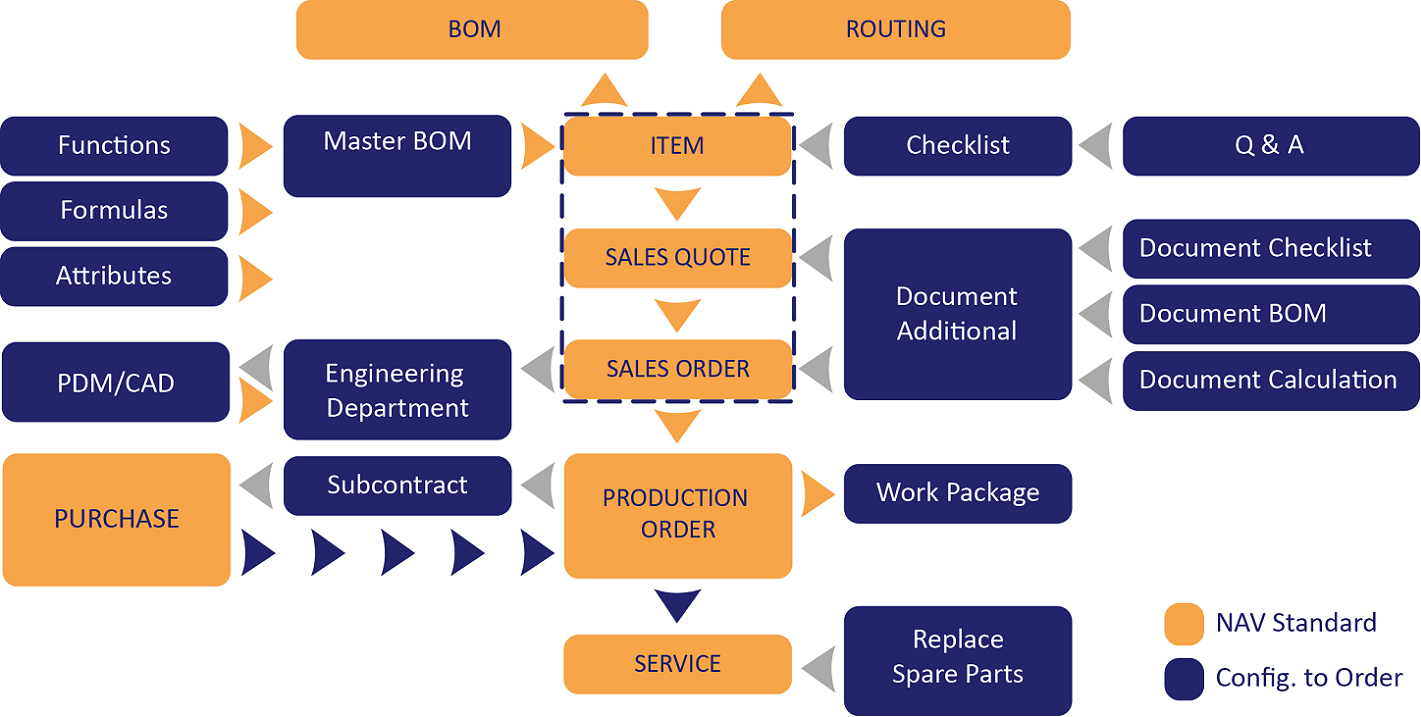 BOM
ROUTING
Functions
Master BOM
ITEM
Checklist
Q & A
Formulas
Attributes
SALES QUOTE
Document
Additional
Document Checklist
Document BOM
Document Calculation
PDM/CAD
Engineering
Department
SALES ORDER
PURCHASE
Subcontract
PRODUCTION
ORDER
Work Package
SERVICE
Replace
Spare Parts
NAV Standard
Config. to Order